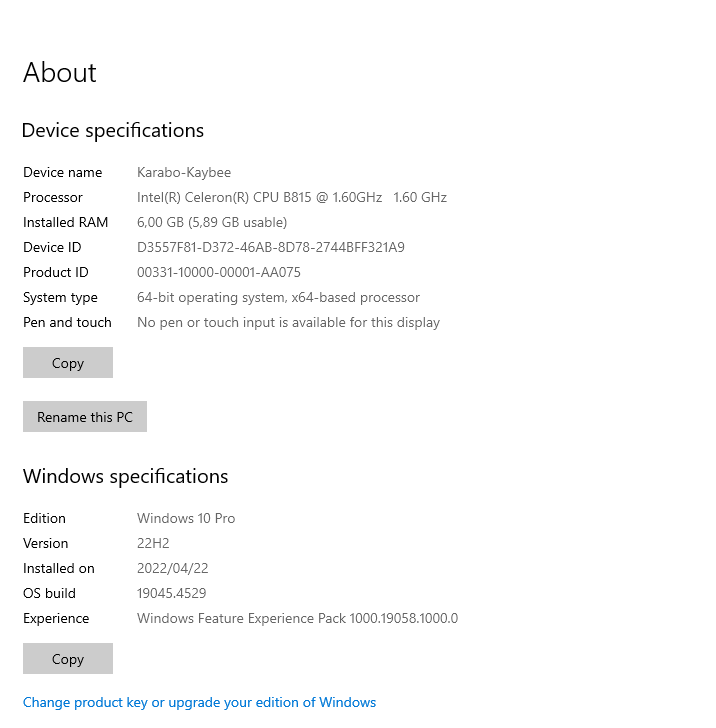 About
Device specifications
Device name Karabo-Kaybee
Processor Intel(R) Celeron(R) CPU B815 @ 1.60GHz 1.60 GHz
Installed RAM 6,00 GB (5,89 GB usable)
Device ID D3557F81-D372-46AB-8D78-2744BFF321A9
Product ID 00331-10000-00001-AA075
System type 64-bit operating system, x64-based processor
Pen and touch No pen or touch input is available for this display
Copy
Rename this PC
Windows specifications
Edition Windows 10 Pro
Version 22H2
Installed on 2022/04/22
OS build 19045.4529
Experience Windows Feature Experience Pack 1000.19058.1000.0
Copy
Change product key or upgrade your edition of Windows